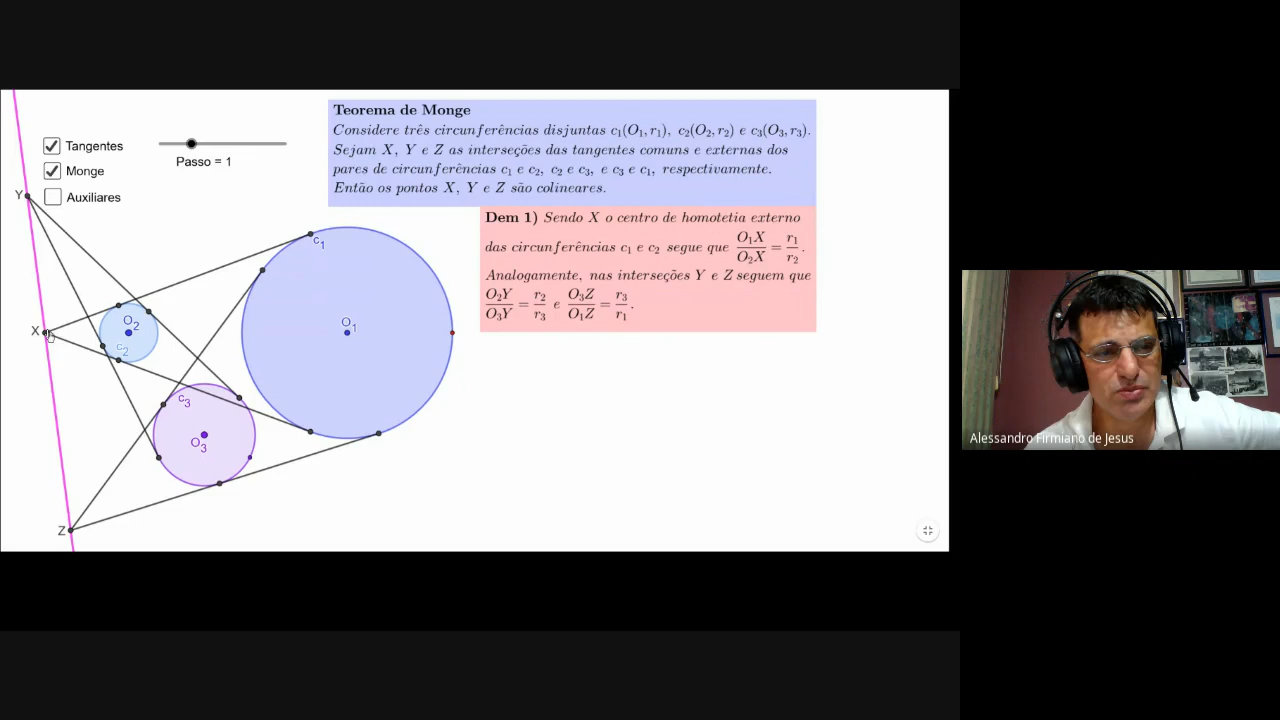 Teorema de Monge
Considere três circunferências disjuntas c₁(O₁, r₁), c₂(O₂, r₂) e c₃(O₃, r₃).
Sejam X, Y e Z as interseções das tangentes comuns e externas dos
pares de circunferências c₁ e c₂, c₂ e c₃, e c₃ e c₁, respectivamente.
Então os pontos X, Y e Z são colineares.
Dem 1) Sendo X o centro de homotetia externo
das circunferências c₁ e c₂ segue que O₁X/O₂X = r₁/r₂.
Analogamente, nas interseções Y e Z seguem que
O₂Y/O₃Y = r₂/r₃ e O₃Z/O₁Z = r₃/r₁.
Tangentes
Passo = 1
Monge
Auxiliares
Y
c₁
X
O₂
c₂
O₁
c₃
O₃
Z
Alessandro Firmiano de Jesus